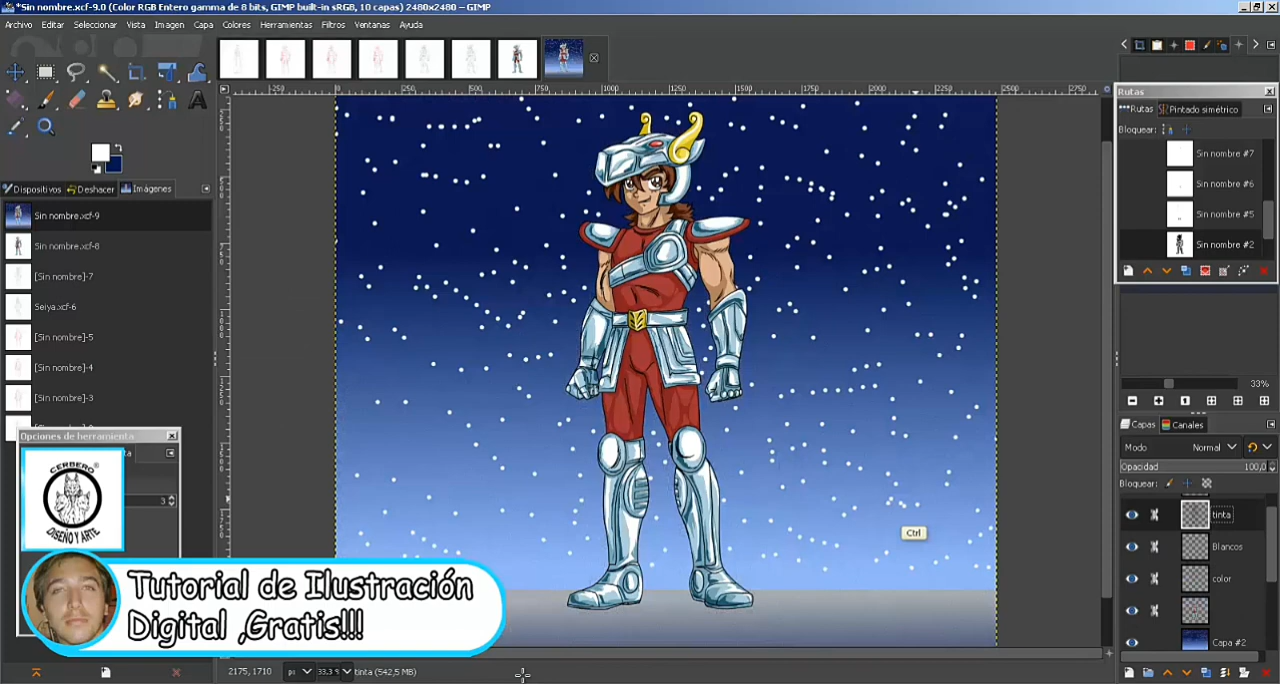 *Sin nombre.xcf-9.0 (Color RGB Entero gamma de 8 bits, GIMP built-in sRGB, 10 capas) 2480x2480 – GIMP
Archivo Editar Seleccionar Vista Imagen Capa Colores Herramientas Filtros Ventanas Ayuda
Rutas
Rutas Pintado simétrico
Bloquear:
Sin nombre #7
Sin nombre #6
Sin nombre #5
Sin nombre #2
Dispositivos Deshacer Imágenes
Sin nombre.xcf-9
Sin nombre.xcf-8
[Sin nombre]-7
Seiya.xcf-6
[Sin nombre]-5
[Sin nombre]-4
[Sin nombre]-3
Opciones de herramienta
3
CERBERO
DISEÑO Y ARTE
Tutorial de Ilustración
Digital ,Gratis!!!
33%
Capas Canales
Modo Normal
Opacidad 100,0
Bloquear:
tinta
Blancos
color
Capa #2
Ctrl
2175, 1710 33.3 % tinta (542,5 MB)